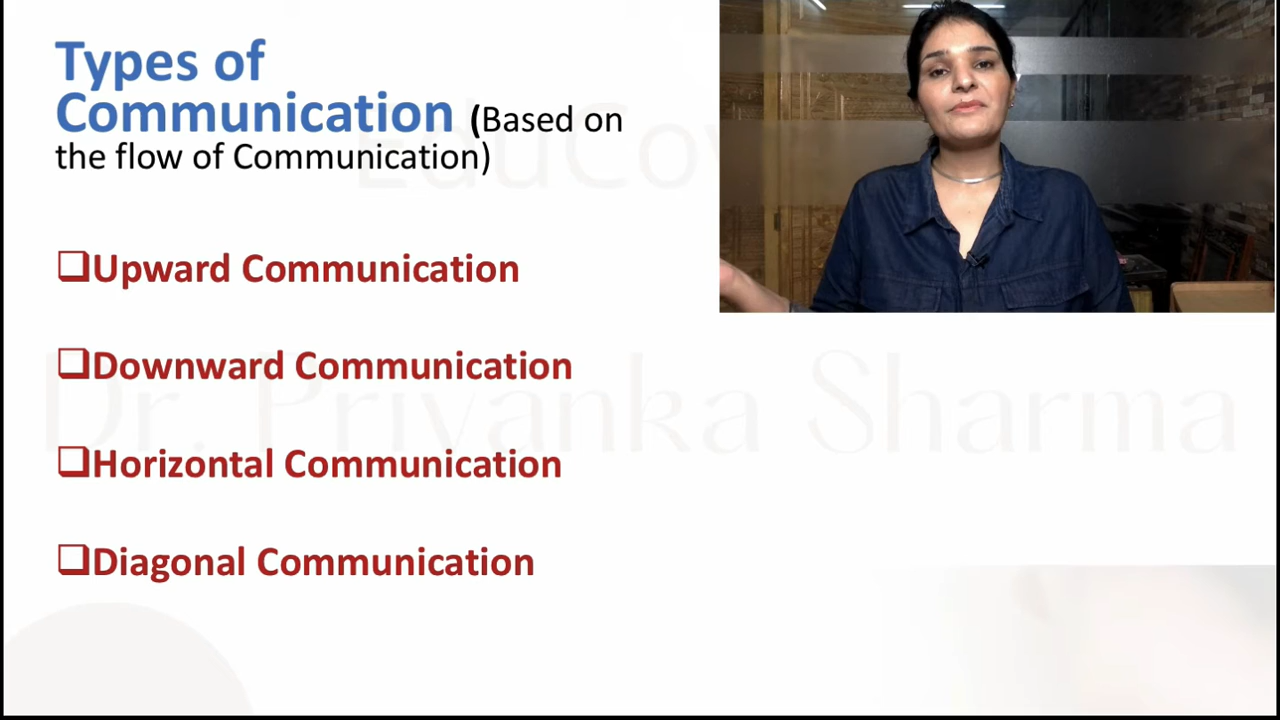 Types of
Communication (Based on
the flow of Communication)
Upward Communication
Downward Communication
Horizontal Communication
Diagonal Communication
EduCov
Dr. Priyanka Sharma